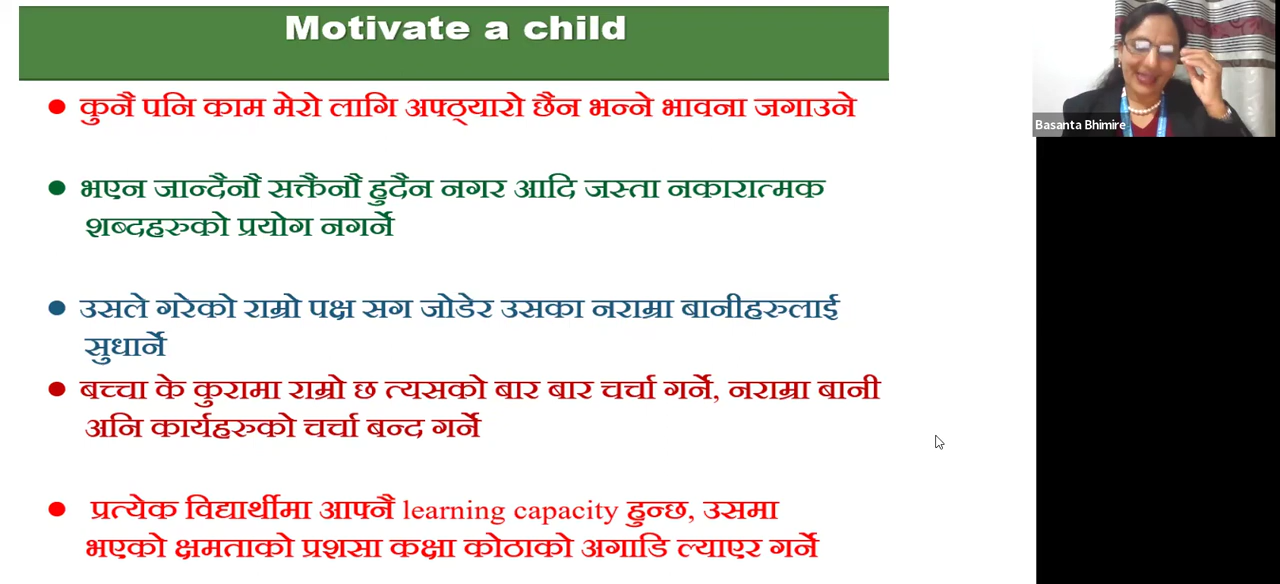 Motivate a child
Basanta Bhimire
• कुनै पनि काम मेरो लागि अफ्ठ्यारो छैन भन्ने भावना जगाउने
• भएन जान्दैनौ सक्तैनौ हुदैन नगर आदि जस्ता नकारात्मक
शब्दहरुको प्रयोग नगर्ने
• उसले गरेको राम्रो पक्ष सग जोडेर उसका नराम्रा बानीहरुलाई
सुधार्ने
• बच्चा के कुरामा राम्रो छ त्यसको बार बार चर्चा गर्ने, नराम्रा बानी
अनि कार्यहरुको चर्चा बन्द गर्ने
• प्रत्येक विद्यार्थीमा आफ्नै learning capacity हुन्छ, उसमा
भएको क्षमताको प्रशसा कक्षा कोठाको अगाडि ल्याएर गर्ने